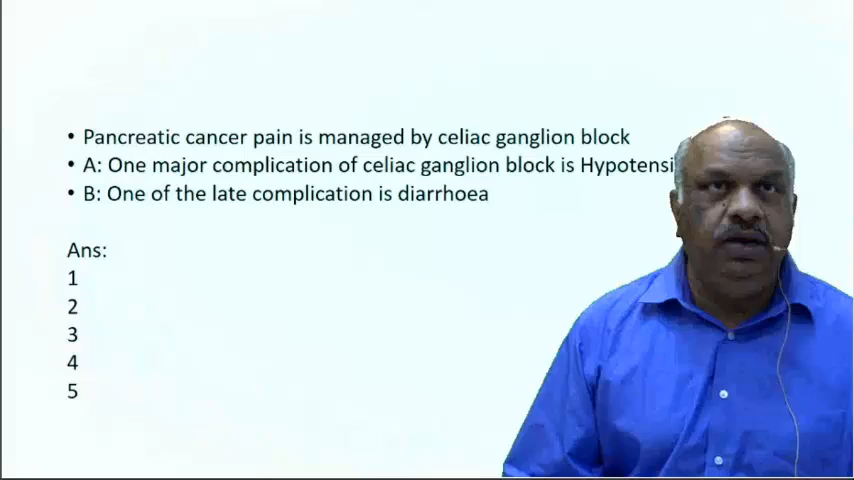 • Pancreatic cancer pain is managed by celiac ganglion block
• A: One major complication of celiac ganglion block is Hypotensi
• B: One of the late complication is diarrhoea
Ans:
1
2
3
4
5